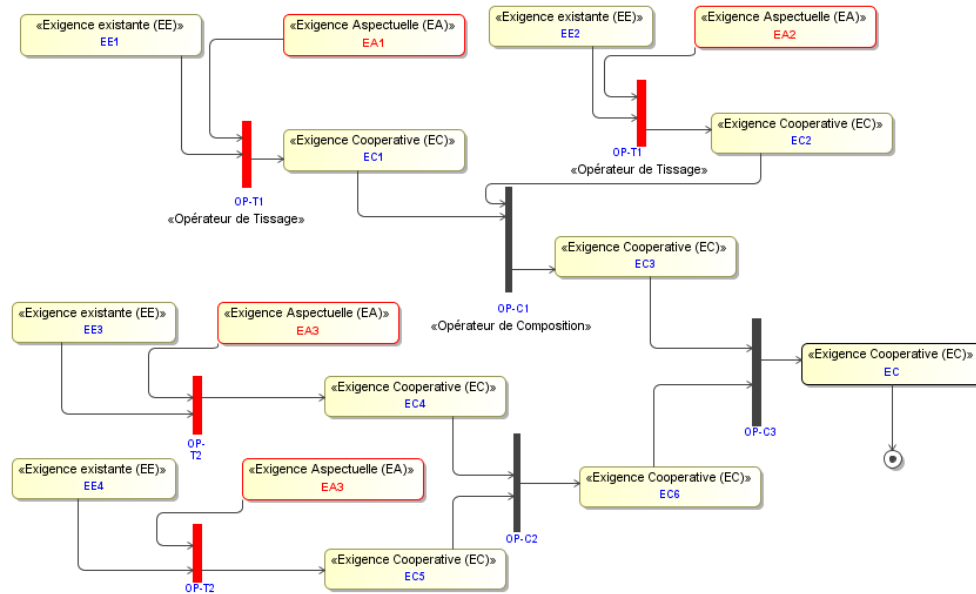 «Exigence existante (EE)»
EE1
«Exigence Aspectuelle (EA)»
EA1
«Exigence existante (EE)»
EE2
«Exigence Aspectuelle (EA)»
EA2
«Exigence Cooperative (EC)»
EC1
OP-T1
«Opérateur de Tissage»
«Exigence Cooperative (EC)»
EC2
OP-T1
«Opérateur de Tissage»
«Exigence Cooperative (EC)»
EC3
OP-C1
«Opérateur de Composition»
«Exigence existante (EE)»
EE3
«Exigence Aspectuelle (EA)»
EA3
«Exigence Cooperative (EC)»
EC4
OP-
T2
«Exigence Cooperative (EC)»
EC
OP-C3
«Exigence existante (EE)»
EE4
«Exigence Aspectuelle (EA)»
EA3
«Exigence Cooperative (EC)»
EC6
OP-C2
«Exigence Cooperative (EC)»
EC5
OP-T2